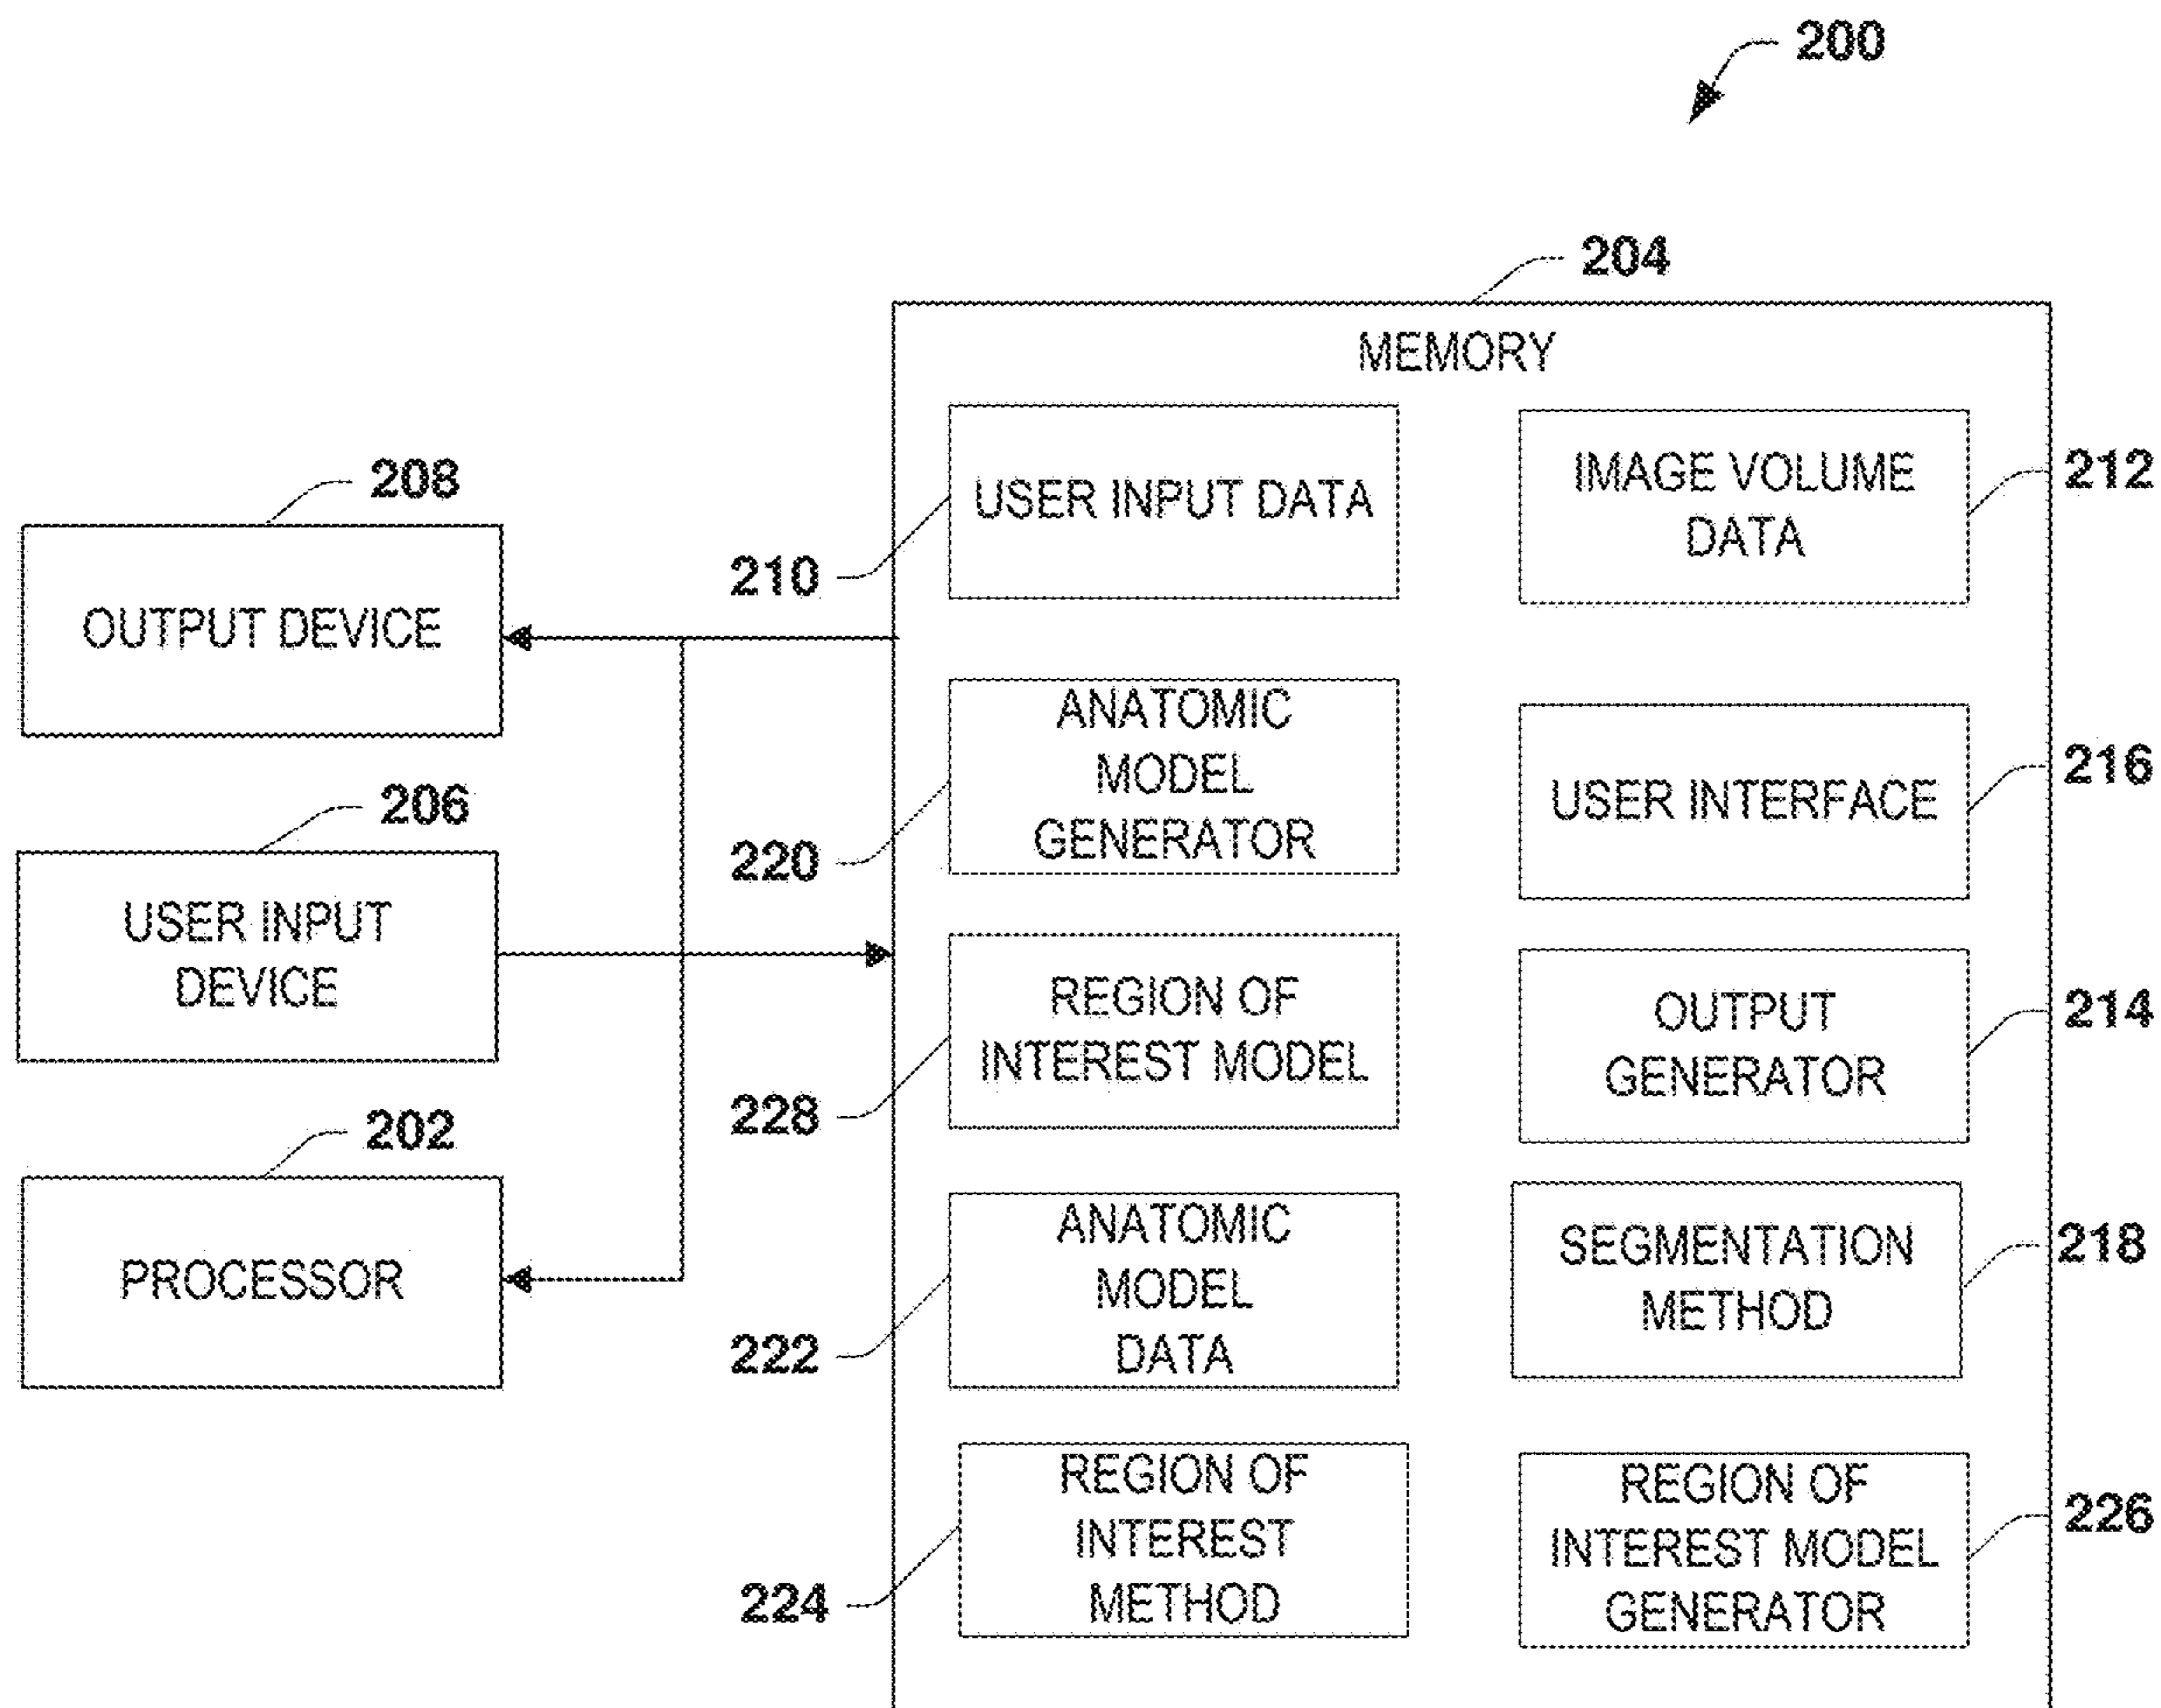 200
204
MEMORY
208
OUTPUT DEVICE
206
USER INPUT
DEVICE
202
PROCESSOR
210
USER INPUT DATA
IMAGE VOLUME
DATA
212
220
ANATOMIC
MODEL
GENERATOR
USER INTERFACE
216
228
REGION OF
INTEREST MODEL
OUTPUT
GENERATOR
214
222
ANATOMIC
MODEL
DATA
SEGMENTATION
METHOD
218
224
REGION OF
INTEREST
METHOD
REGION OF
INTEREST MODEL
GENERATOR
226